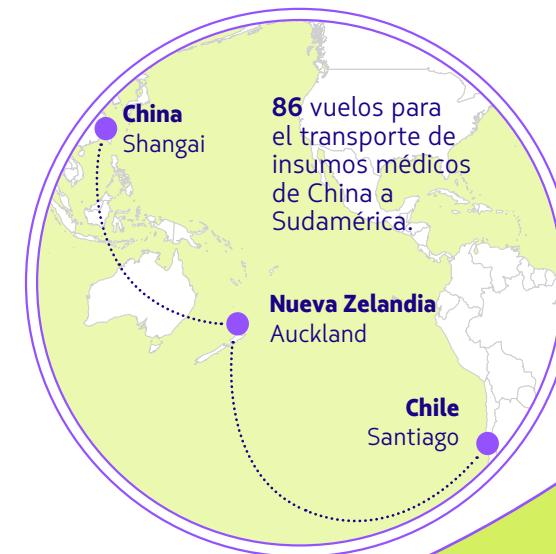 China
Shangai
86 vuelos para
el transporte de
insumos médicos
de China a
Sudamérica.
Nueva Zelandia
Auckland
Chile
Santiago